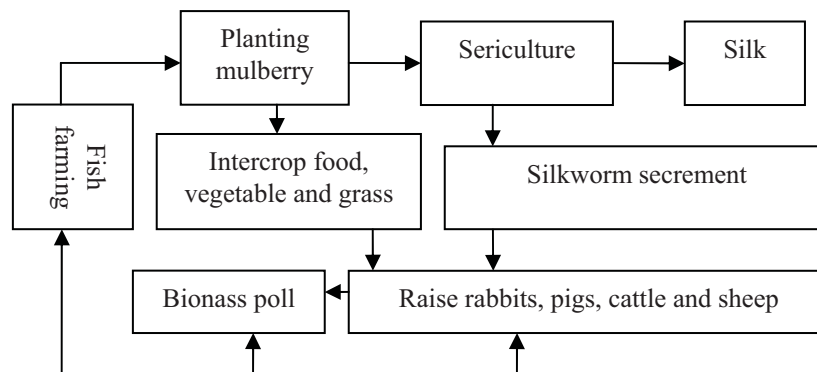 Planting
mulberry
Sericulture
Silk
Fish
farming
Intercrop food,
vegetable and grass
Silkworm secrement
Bionass poll
Raise rabbits, pigs, cattle and sheep